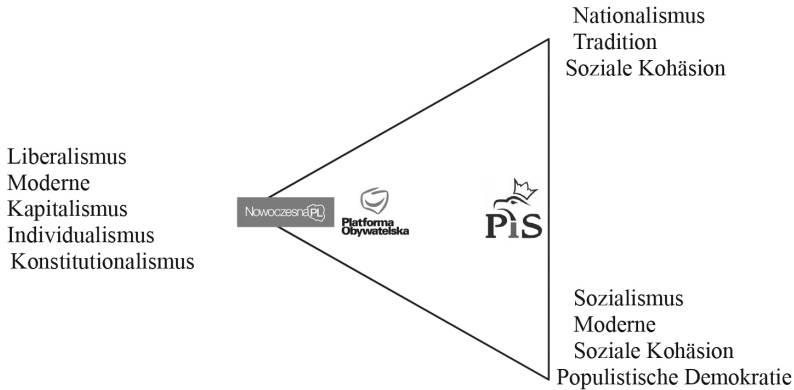 Nationalismus
Tradition
Soziale Kohäsion
Liberalismus
Moderne
Kapitalismus
Individualismus
Konstitutionalismus
NowoczesnaPL
Platforma
Obywatelska
PiS
Sozialismus
Moderne
Soziale Kohäsion
Populistische Demokratie